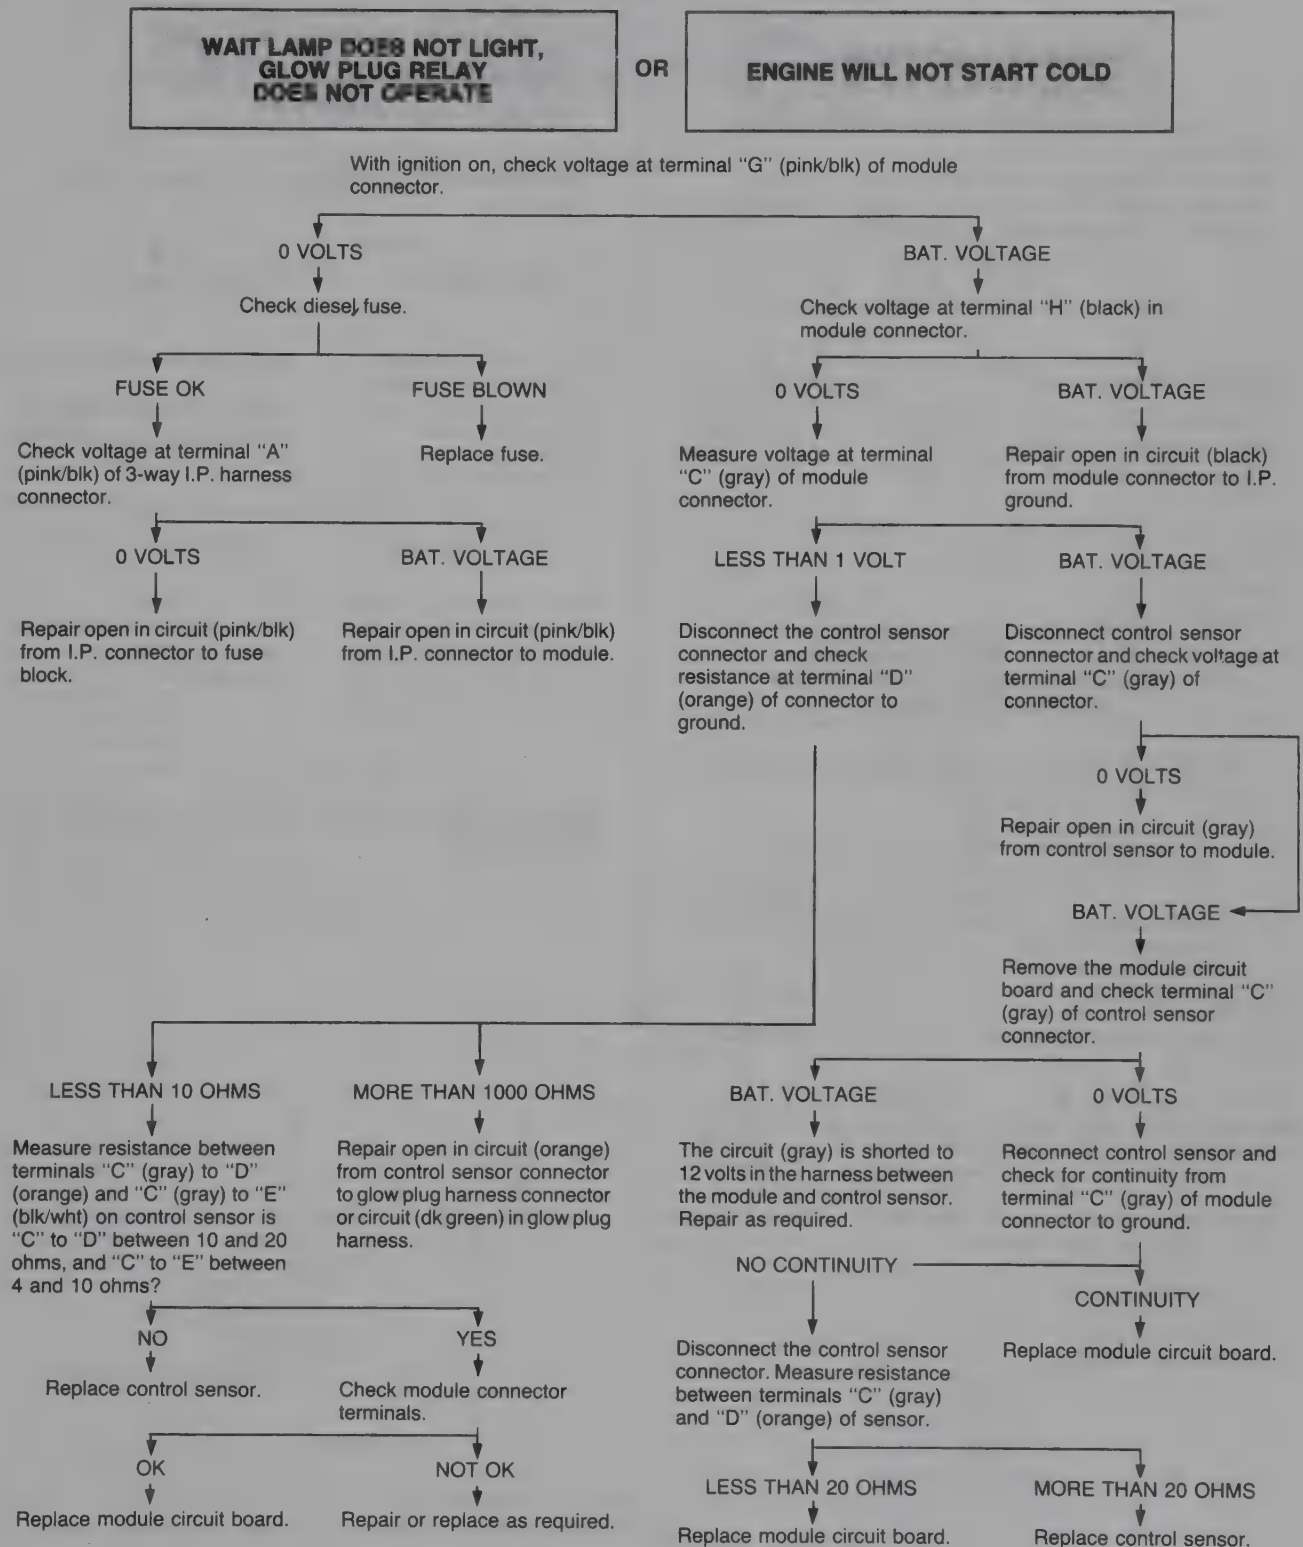 WAIT LAMP DOES NOT LIGHT,
GLOW PLUG RELAY
DOES NOT OPERATE
OR
ENGINE WILL NOT START COLD
With ignition on, check voltage at terminal "G" (pink/blk) of module
connector.
0 VOLTS
BAT. VOLTAGE
Check diesel fuse.
Check voltage at terminal "H" (black) in
module connector.
FUSE OK
FUSE BLOWN
0 VOLTS
BAT. VOLTAGE
Check voltage at terminal "A"
(pink/blk) of 3-way I.P. harness
connector.
Replace fuse.
Measure voltage at terminal
"C" (gray) of module
connector.
Repair open in circuit (black)
from module connector to I.P.
ground.
0 VOLTS
BAT. VOLTAGE
LESS THAN 1 VOLT
BAT. VOLTAGE
Repair open in circuit (pink/blk)
from I.P. connector to fuse
block.
Repair open in circuit (pink/blk)
from I.P. connector to module.
Disconnect the control sensor
connector and check
resistance at terminal "D"
(orange) of connector to
ground.
Disconnect control sensor
connector and check voltage at
terminal "C" (gray) of
connector.
0 VOLTS
Repair open in circuit (gray)
from control sensor to module.
BAT. VOLTAGE
Remove the module circuit
board and check terminal "C"
(gray) of control sensor
connector.
LESS THAN 10 OHMS
MORE THAN 1000 OHMS
BAT. VOLTAGE
0 VOLTS
Measure resistance between
terminals "C" (gray) to "D"
(orange) and "C" (gray) to "E"
(blk/wht) on control sensor is
"C" to "D" between 10 and 20
ohms, and "C" to "E" between
4 and 10 ohms?
Repair open in circuit (orange)
from control sensor connector
to glow plug harness connector
or circuit (dk green) in glow plug
harness.
The circuit (gray) is shorted to
12 volts in the harness between
the module and control sensor.
Repair as required.
Reconnect control sensor and
check for continuity from
terminal "C" (gray) of module
connector to ground.
NO CONTINUITY
CONTINUITY
NO
YES
Disconnect the control sensor
connector. Measure resistance
between terminals "C" (gray)
and "D" (orange) of sensor.
Replace module circuit board.
Replace control sensor.
Check module connector
terminals.
OK
NOT OK
LESS THAN 20 OHMS
MORE THAN 20 OHMS
Replace module circuit board.
Repair or replace as required.
Replace module circuit board.
Replace control sensor.